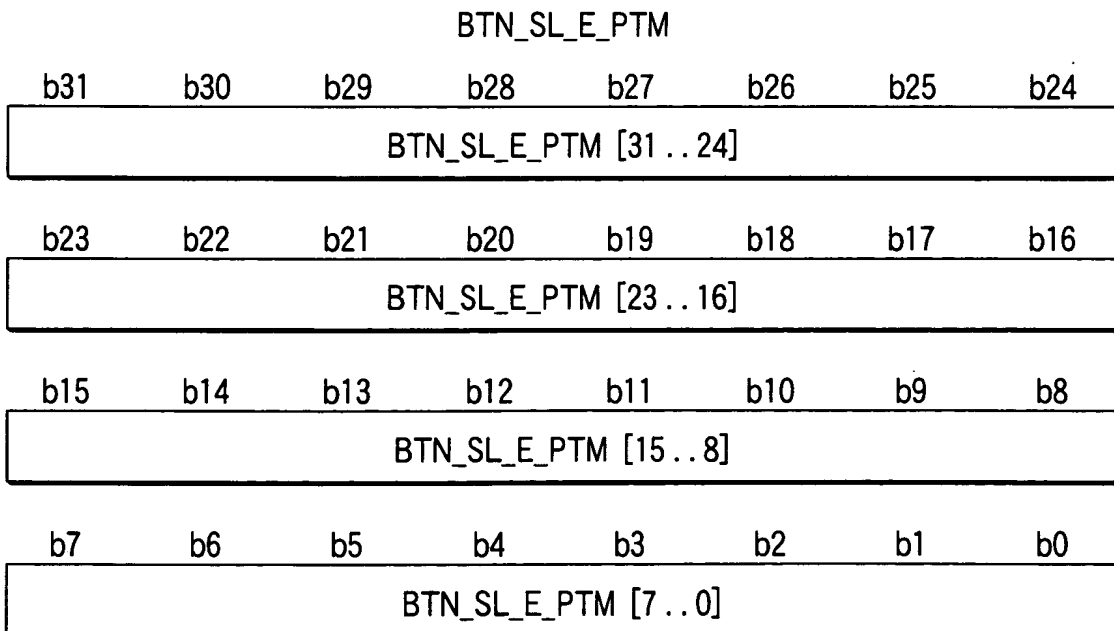 BTN_SL_E_PTM
b31 b30 b29 b28 b27 b26 b25 b24
BTN_SL_E_PTM [31 . . 24]
b23 b22 b21 b20 b19 b18 b17 b16
BTN_SL_E_PTM [23 . . 16]
b15 b14 b13 b12 b11 b10 b9 b8
BTN_SL_E_PTM [15 . . 8]
b7 b6 b5 b4 b3 b2 b1 b0
BTN_SL_E_PTM [7 . . 0]